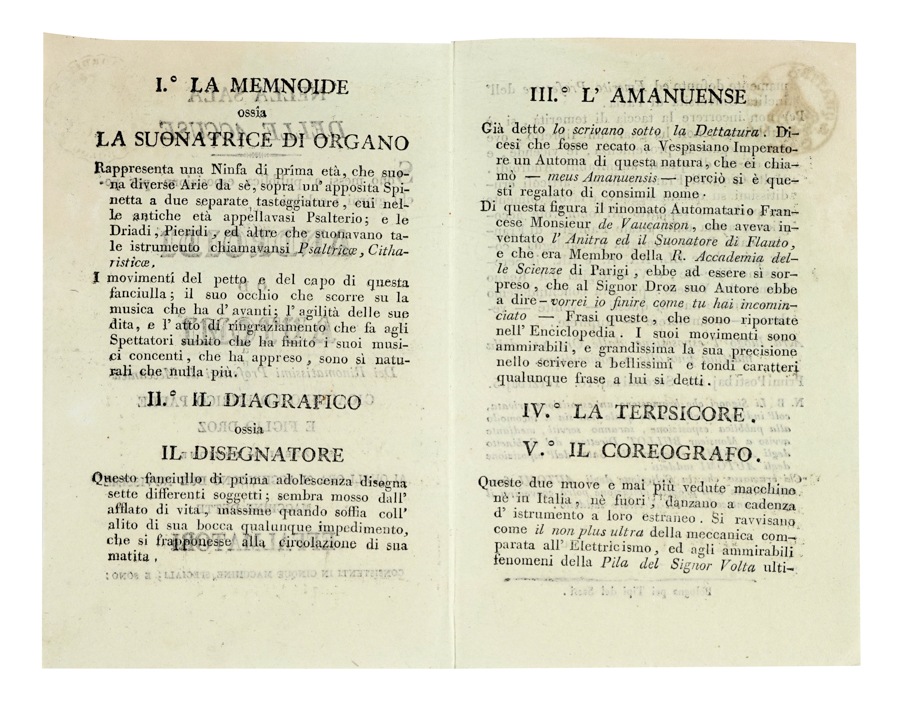 I.° LA MEMNOIDE
ossia
LA SUONATRICE DI ORGANO
Rappresenta una Ninfa di prima età, che suo-
na diverse Arie da sè, sopra un' apposita Spi-
netta a due separate tasteggiature, cui nel-
le antiche età appellavasi Psalterio; e le
Driadi, Pieridi, ed altre che suonavano ta-
le istrumento chiamavansi Psaltricæ, Citha-
risticæ.
I movimenti del petto e del capo di questa
fanciulla; il suo occhio che scorre su la
musica che ha d' avanti; l' agilità delle sue
dita, e l' atto di ringraziamento che fa agli
Spettatori subito che ha finito i suoi musi-
ci concenti, che ha appreso, sono sì natu-
rali che nulla più.
II.° IL DIAGRAFICO
ossia
IL DISEGNATORE
Questo fanciullo di prima adolescenza disegna
sette differenti soggetti; sembra mosso dall'
afflato di vita, massime quando soffia coll'
alito di sua bocca qualunque impedimento,
che si frapponesse alla circolazione di sua
matita.
III.° L' AMANUENSE
Già detto lo scrivano sotto la Dettatura. Di-
cesi che fosse recato a Vespasiano Imperato-
re un Automa di questa natura, che ei chia-
mò — meus Amanuensis — perciò si è que-
sti regalato di consimil nome.
Di questa figura il rinomato Automatario Fran-
cese Monsieur de Vaucanson, che aveva in-
ventato l' Anitra ed il Suonatore di Flauto,
e che era Membro della R. Accademia del-
le Scienze di Parigi, ebbe ad essere sì sor-
preso, che al Signor Droz suo Autore ebbe
a dire — vorrei io finire come tu hai incomin-
ciato — Frasi queste, che sono riportate
nell' Enciclopedia. I suoi movimenti sono
ammirabili, e grandissima la sua precisione
nello scrivere a bellissimi e tondi caratteri
qualunque frase a lui si detti.
IV.° LA TERPSICORE.
V.° IL COREOGRAFO.
Queste due nuove e mai più vedute macchine
nè in Italia, nè fuori, danzano a cadenza
d' istrumento a loro estraneo. Si ravvisano
come il non plus ultra della meccanica com-
parata all' Elettricismo, ed agli ammirabili
fenomeni della Pila del Signor Volta ulti-